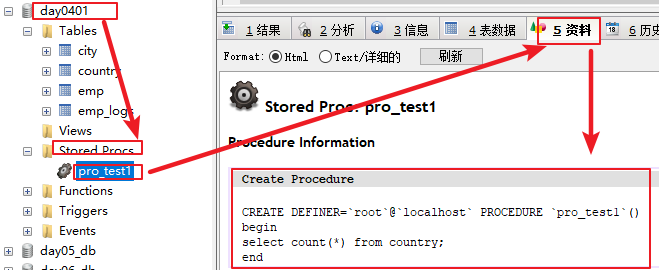 day0401
Tables
city
country
emp
emp_logs
Views
Stored Procs
pro_test1
Functions
Triggers
Events
day05_db
1 结果
2 分析
3 信息
4 表数据
5 资料
6 历史
Format:
Html
Text/详细的
刷新
Stored Proc: pro_test1
Procedure Information
Create Procedure
CREATE DEFINER=`root`@`localhost` PROCEDURE `pro_test1`()
begin
select count(*) from country;
end